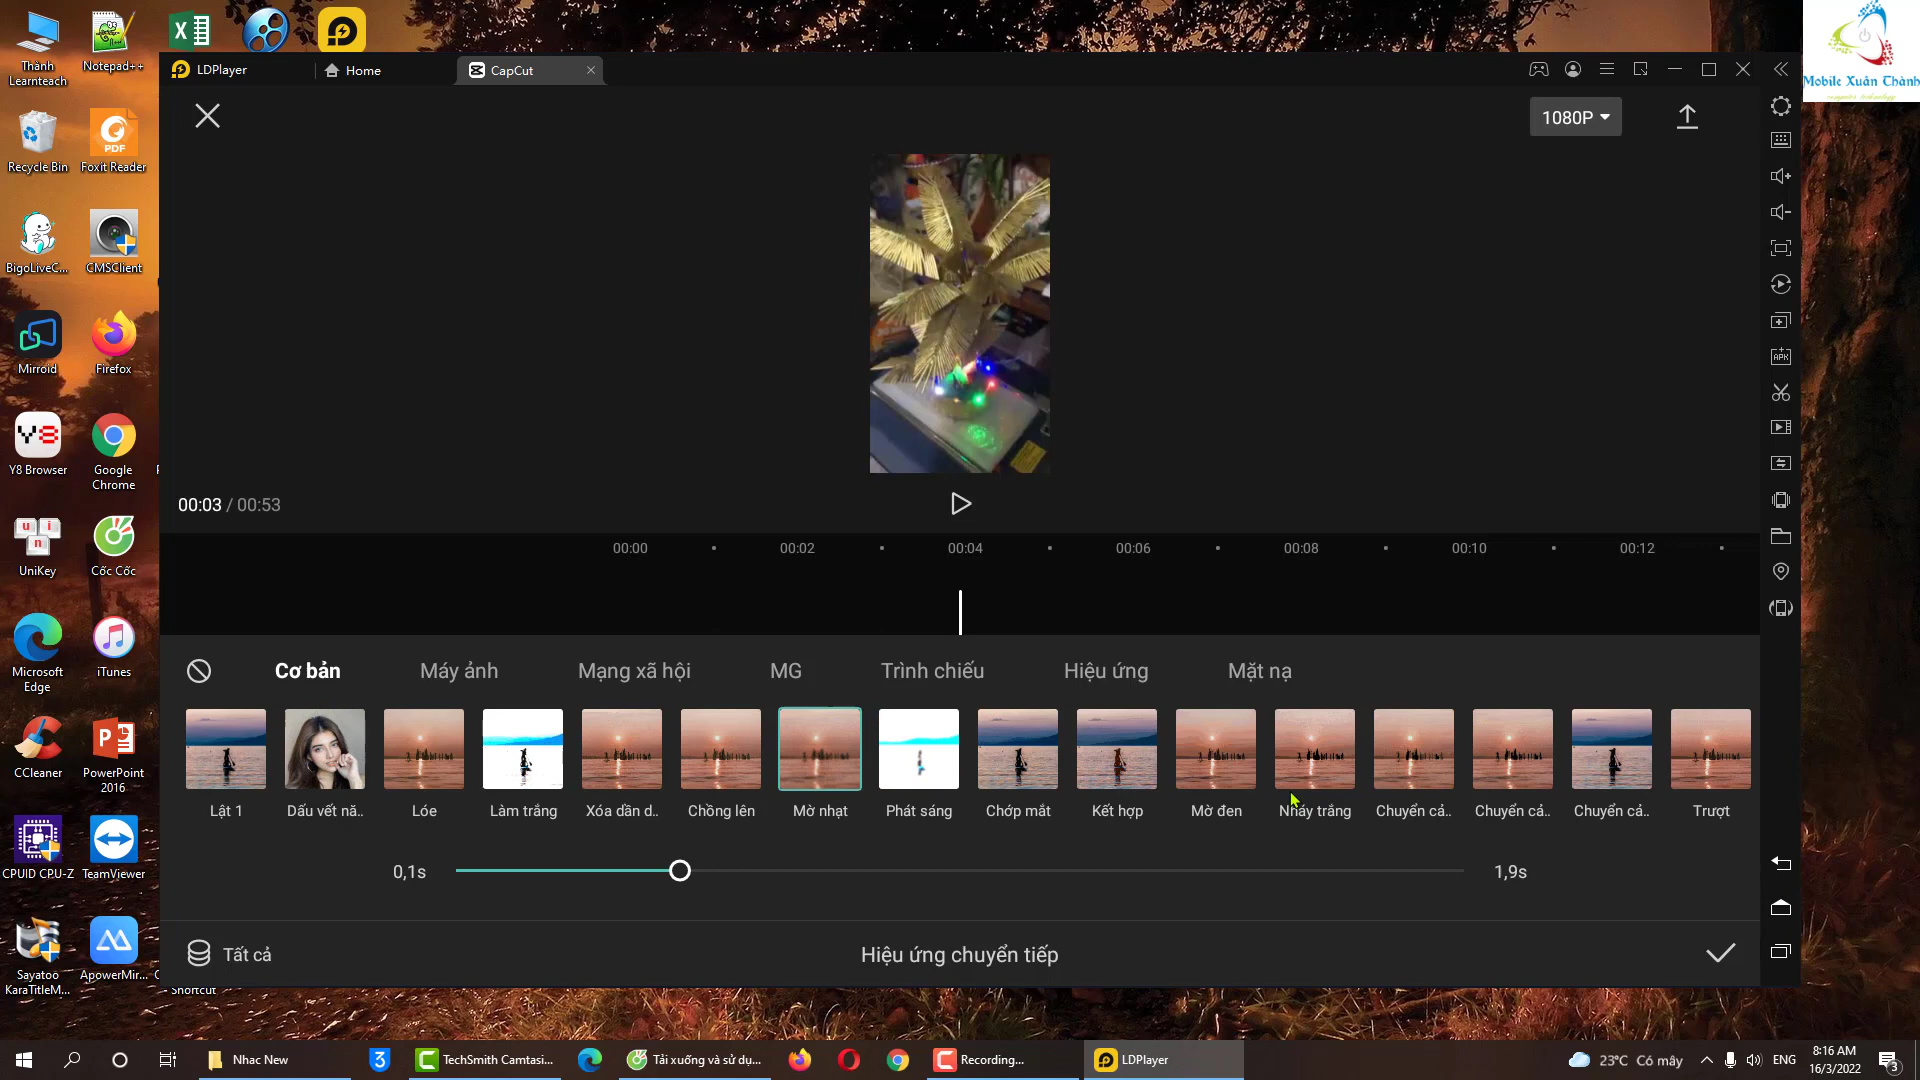 Thành
Learnteach
Notepad++
Recycle Bin
Foxit Reader
PDF
BigoLiveC...
CMSClient
Mirroid
Firefox
Y8 Browser
Google
Chrome
UniKey
Cốc Cốc
Microsoft
Edge
iTunes
CCleaner
PowerPoint
2016
CPUID CPU-Z
TeamViewer
Sayatoo
KaraTitleM...
ApowerMir...
Shortcut
LDPlayer
Home
CapCut
Mobile Xuân Thành
computer technology
1080P
APK
00:03 / 00:53
00:00
00:02
00:04
00:06
00:08
00:10
00:12
Cơ bản
Máy ảnh
Mạng xã hội
MG
Trình chiếu
Hiệu ứng
Mặt nạ
Lật 1
Dấu vết nă..
Lóe
Làm trắng
Xóa dần d..
Chồng lên
Mờ nhạt
Phát sáng
Chớp mắt
Kết hợp
Mờ đen
Nháy trắng
Chuyển cả..
Chuyển cả..
Chuyển cả..
Trượt
0,1s
1,9s
Tất cả
Hiệu ứng chuyển tiếp
Nhac New
TechSmith Camtasi...
Tải xuống và sử dụ...
Recording...
LDPlayer
23°C Có mây
ENG
8:16 AM
16/3/2022
3